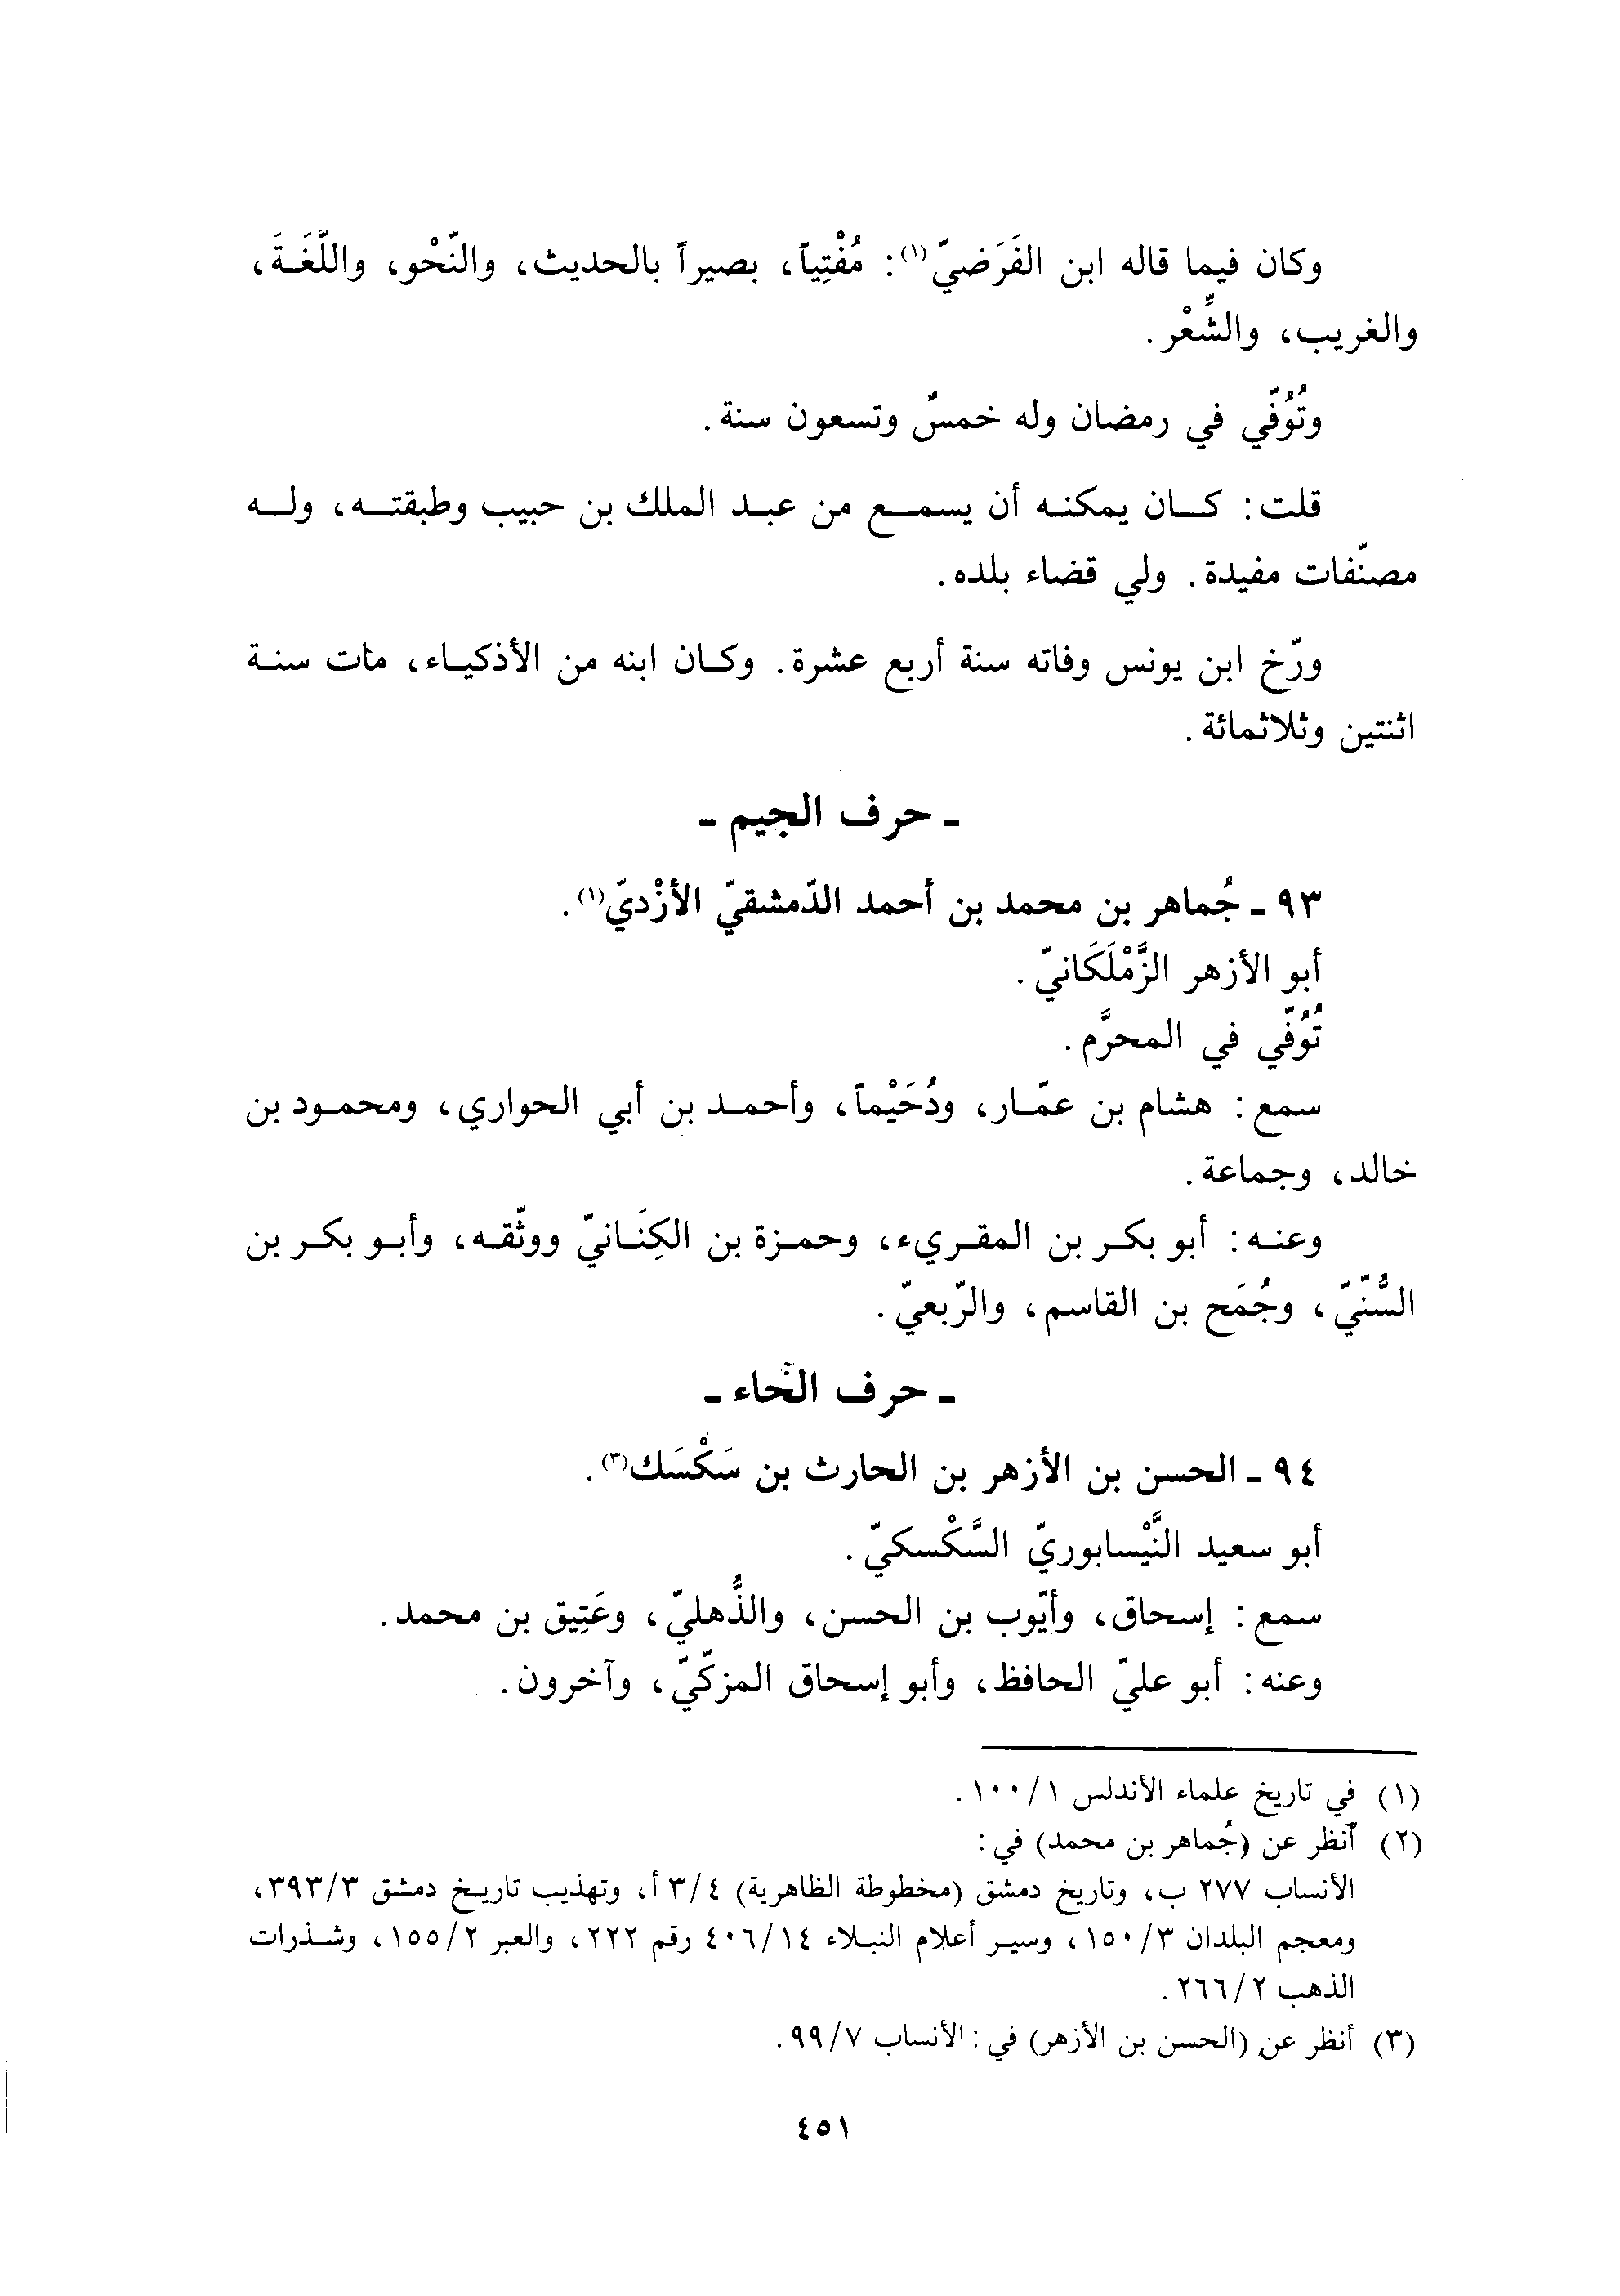 وكان فيما قاله ابن الفَرَضيّ(١): مُفْتِياً، بصيراً بالحديث، والنّحْو، واللّغَةَ،
والغريب، والشِّعْر.
وتُوُفّي في رمضان وله خمسٌ وتسعون سنة.
قلت: كان يمكنه أن يسمع من عبد الملك بن حبيب وطبقته، وله
مصنّفات مفيدة. ولي قضاء بلده.
ورّخ ابن يونس وفاته سنة أربع عشرة. وكان ابنه من الأذكياء، مات سنة
اثنتين وثلاثمائة.
ـ حرف الجيم ـ
٩٣ ـ جُماهر بن محمد بن أحمد الدّمشقيّ الأزْديّ(١).
أبو الأزهر الزَّمْلَكَانيّ.
تُوُفّي في المحرَّم.
سمع: هشام بن عمّار، ودُحَيْماً، وأحمد بن أبي الحواري، ومحمود بن
خالد، وجماعة.
وعنه: أبو بكر بن المقريء، وحمزة بن الكِنَانيّ ووثّقه، وأبو بكر بن
السُّنّيّ، وجُمَح بن القاسم، والرّبعيّ.
ـ حرف الحاء ـ
٩٤ ـ الحسن بن الأزهر بن الحارث بن سَكْسَك(٣).
أبو سعيد النَّيْسابوريّ السَّكْسكيّ.
سمع: إسحاق، وأيّوب بن الحسن، والذُّهليّ، وعَتِيق بن محمد.
وعنه: أبو عليّ الحافظ، وأبو إسحاق المزكّيّ، وآخرون.
(١) في تاريخ علماء الأندلس ١/١٠٠.
(٢) أنظر عن (جُماهر بن محمد) في:
الأنساب ٢٧٧ ب، وتاريخ دمشق (مخطوطة الظاهرية) ٣/٤ أ، وتهذيب تاريخ دمشق ٣٩٣/٣،
ومعجم البلدان ١٥٠/٣، وسير أعلام النبلاء ٤٠٦/١٤ رقم ٢٢٢، والعبر ١٥٥/٢، وشذرات
الذهب ٢٦٦/٢.
(٣) أنظر عن (الحسن بن الأزهر) في: الأنساب ٩٩/٧.
٤٥١